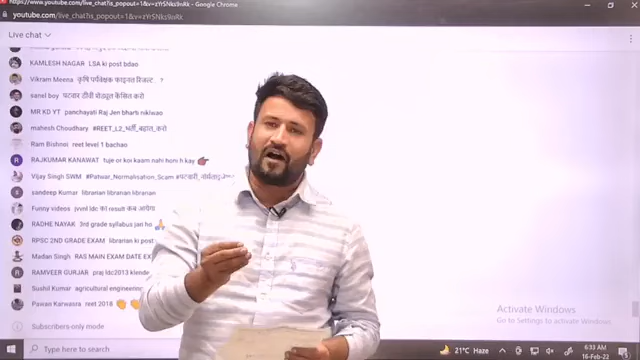 https://www.youtube.com/live_chat?is_popout=1&v=zYrSNks9nRk - Google Chrome
youtube.com/live_chat?is_popout=1&v=zYrSNks9nRk
Live chat
KAMLESH NAGAR LSA ki post bdao
Vikram Meena कृषि पर्यवेक्षक फाइनल रिजल्ट . ?
sanel boy पटवार डीवी घोषित कैंसिल करो
MR KD YT panchayati Raj Jen bharti nikiwao
mahesh Choudhary #REET_L2_भर्ती_बहाल_करो
Ram Bishnoi reet level 1 bachao
RAJKUMAR KANAWAT tuje or koi kaam nahi horn h kay
Vijay Singh SWM #Patwar_Normalisation_Scam
sandeep Kumar librarian librarian librarian
Funny videos jvvnl ldc का result कब आयेगा
RADHE NAYAK 3rd grade syllabus jari ho
RPSC 2ND GRADE EXAM librarian ki post
Madan Singh RAS MAIN EXAM DATE EX
RAMVEER GURJAR praj ldc2013 klende
Sushil Kumar agricultural engineering
Pawan Karwasra reet 2018
Subscribers only mode
Activate Windows
Go to Settings to activate Windows.
Type here to search
21°C Haze
6:33 AM
16-Feb-22